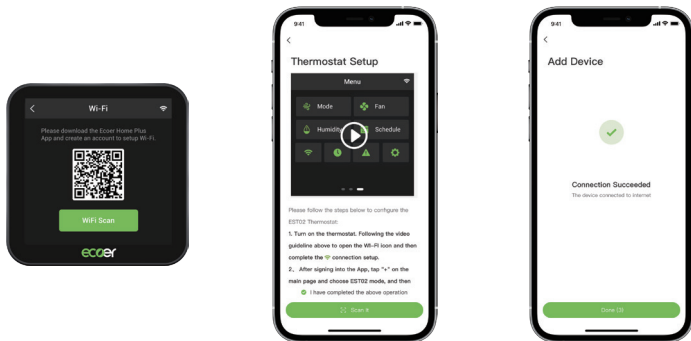 Wi-Fi
Please download the Ecoer Home Plus
App and create an account to setup Wi-Fi.
WiFi Scan
ecoer
9:41
Thermostat Setup
Menu
Mode
Fan
Humidity
Schedule
Please follow the steps below to configure the
EST02 Thermostat:
1. Turn on the thermostat. Following the video
guideline above to open the WI-FI icon and then
complete the connection setup.
2、 After signing into the App, tap "+" on the
main page and choose EST02 mode, and then
I have completed the above operation
Scan it
9:41
Add Device
Connection Succeeded
The device connected to Internet
Done (3)